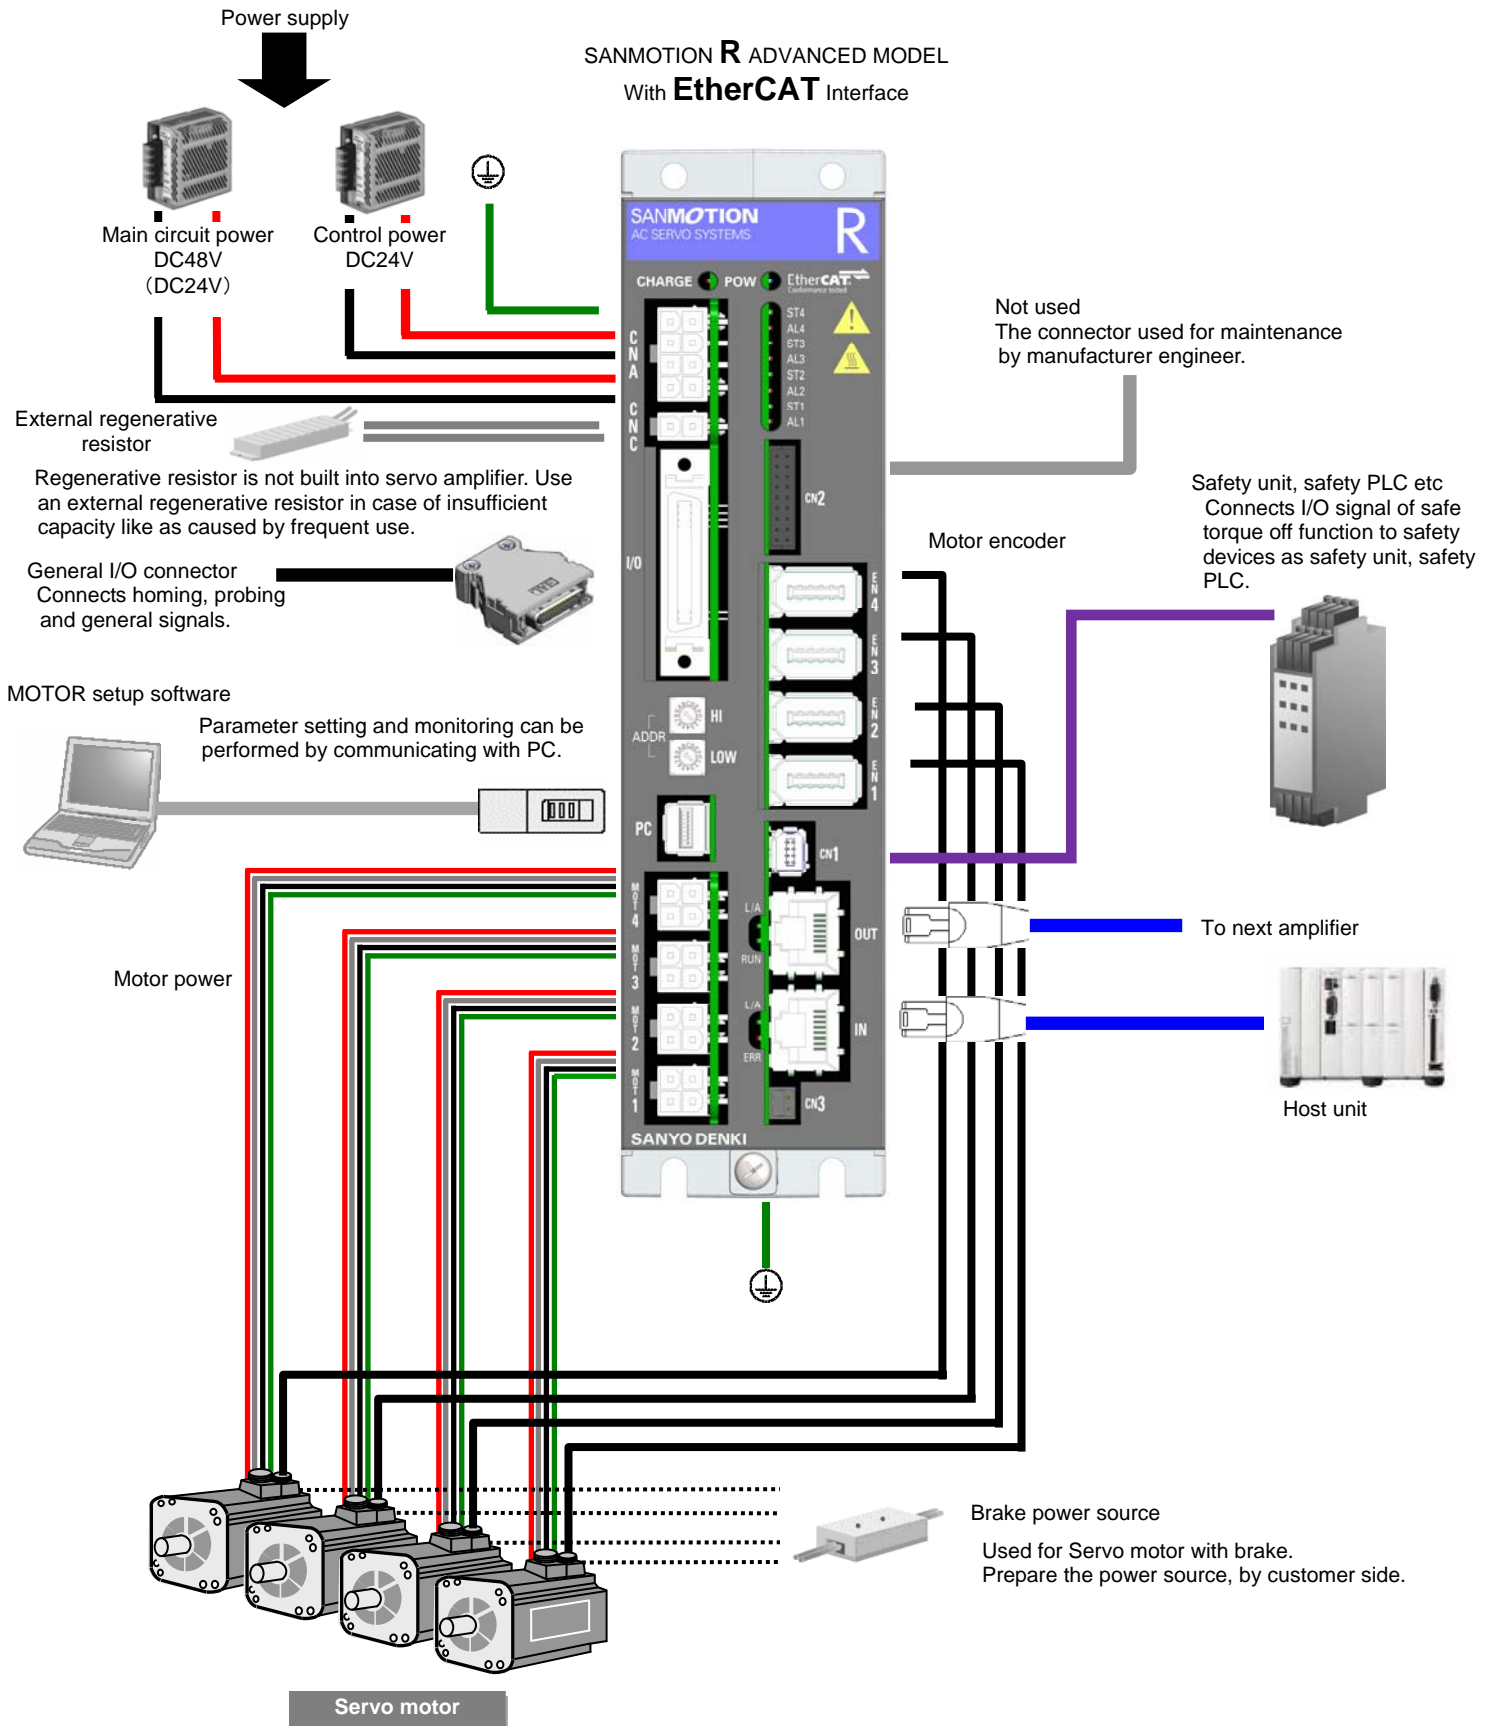 Power supply
SANMOTION R ADVANCED MODEL
With EtherCAT Interface
Main circuit power
DC48V
（DC24V）
Control power
DC24V
SANMOTION
AC SERVO SYSTEMS
R
CHARGE
POW
EtherCAT
Conformance tested
ST4
AL4
ST3
AL3
ST2
AL2
ST1
AL1
CNA
CNC
Not used
The connector used for maintenance
by manufacturer engineer.
External regenerative
resistor
Regenerative resistor is not built into servo amplifier. Use
an external regenerative resistor in case of insufficient
capacity like as caused by frequent use.
CN2
Safety unit, safety PLC etc
Connects I/O signal of safe
torque off function to safety
devices as safety unit, safety
PLC.
Motor encoder
General I/O connector
Connects homing, probing
and general signals.
I/O
EN4
EN3
EN2
EN1
MOTOR setup software
Parameter setting and monitoring can be
performed by communicating with PC.
ADDR
HI
LOW
PC
CN1
MOT4
MOT3
MOT2
MOT1
L/A
RUN
OUT
L/A
ERR
IN
CN3
To next amplifier
Motor power
Host unit
SANYO DENKI
Brake power source
Used for Servo motor with brake.
Prepare the power source, by customer side.
Servo motor